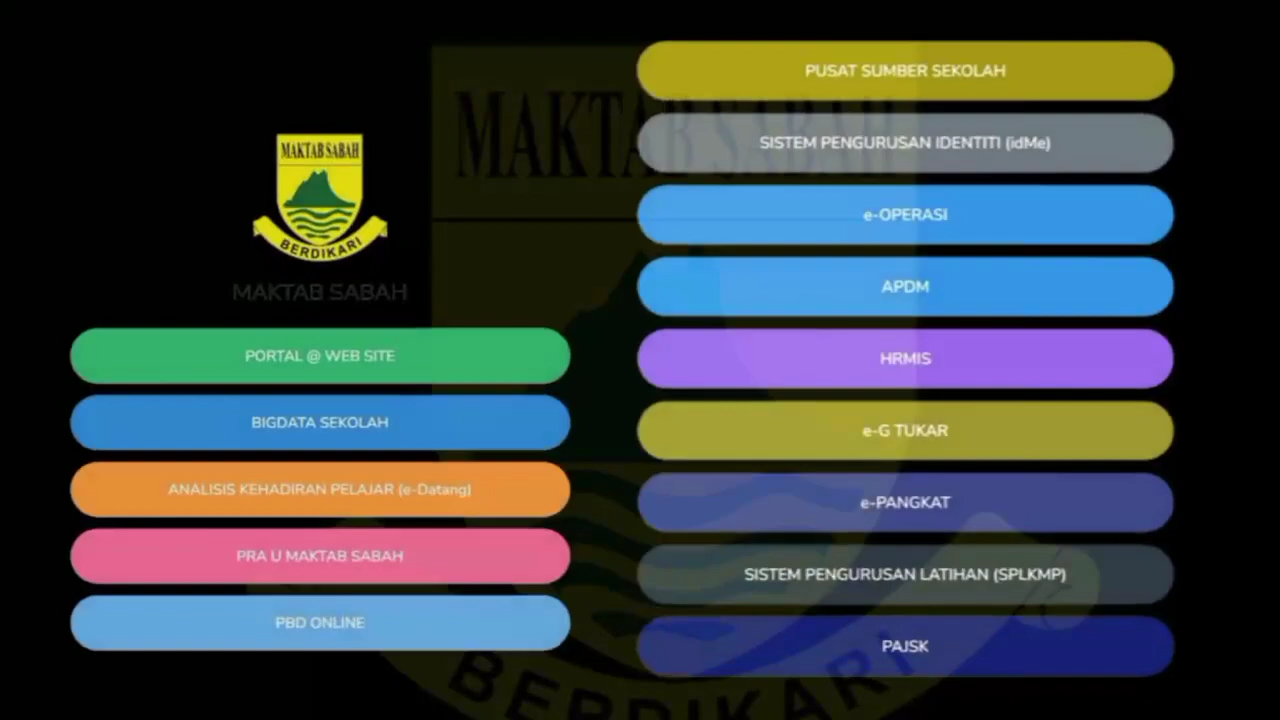 MAKTAB SABAH
BERDIKARI
MAKTAB SABAH
PORTAL @ WEB SITE
BIGDATA SEKOLAH
ANALISIS KEHADIRAN PELAJAR (e-Datang)
PRA U MAKTAB SABAH
PBD ONLINE
PUSAT SUMBER SEKOLAH
SISTEM PENGURUSAN IDENTITI (idMe)
e-OPERASI
APDM
HRMIS
e-G TUKAR
e-PANGKAT
SISTEM PENGURUSAN LATIHAN (SPLKMP)
PAJSK
MAKTAB SABAH
BERDIKARI